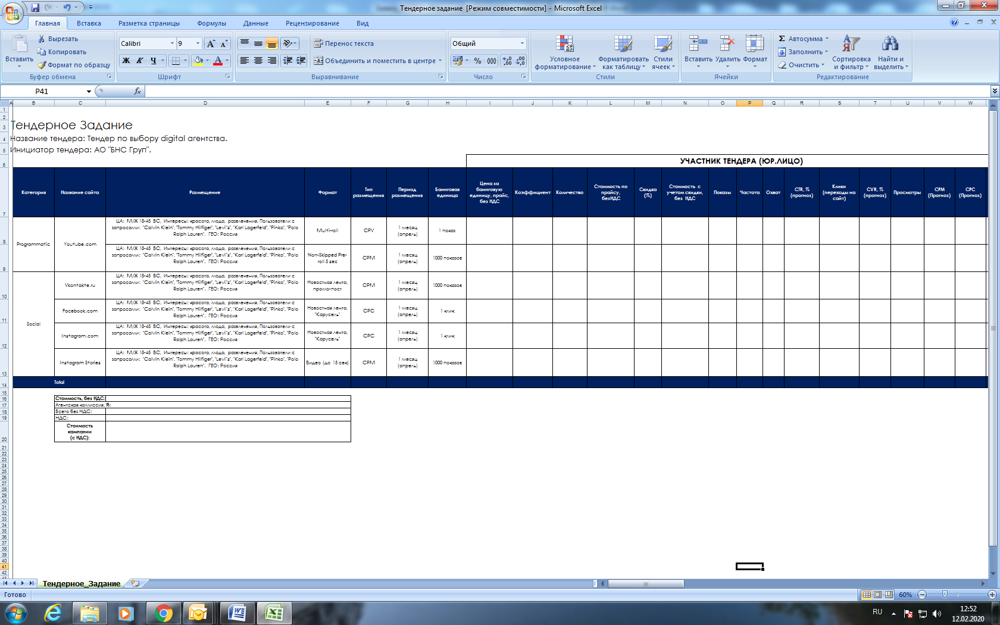 Тендерное задание  [Режим совместимости] - Microsoft Excel
Главная Вставка Разметка страницы Формулы Данные Рецензирование Вид
Вставить
Вырезать
Копировать
Формат по образцу
Буфер обмена
Calibri 9
Ж К Ч
Шрифт
Перенос текста
Объединить и поместить в центре
Выравнивание
Общий
% 000
Число
Условное форматирование
Форматировать как таблицу
Стили ячеек
Стили
Вставить Удалить Формат
Ячейки
Σ Автосумма
Заполнить
Очистить
Сортировка и фильтр
Найти и выделить
Редактирование
P41 fx
A B C D E F G H I J K L M N O P Q R S T U V W
Тендерное Задание
Название тендера: Тендер по выбору digital агентства.
Инициатор тендера: АО "БНС Груп".
УЧАСТНИК ТЕНДЕРА (ЮР.ЛИЦО)
Категория
Название сайта
Размещение
Формат
Тип размещения
Период размещения
Баинговая единица
Цена за баинговую единицу, прайс, без НДС
Коэффициент
Количество
Стоимость по прайсу, безНДС
Скидка (%)
Стоимость с учетом скидки, без НДС
Показы
Частота
Охват
CTR, % (прогноз)
Клики (переходы на сайт)
CVR, % (прогноз)
Просмотры
CPM (Прогноз)
CPC (Прогноз)
Programmatic
Youtube.com
ЦА: М/Ж 18-45 ВС, Интересы: красота, мода, развлечения, Пользователи с
запросами: "Calvin Klein", "Tommy Hilfiger", "Levi's", "Karl Lagerfeld", "Pinko", "Polo
Ralph Lauren". ГЕО: Россия
Multi-roll
CPV
1 месяц (апрель)
1 показ
ЦА: М/Ж 18-45 ВС, Интересы: красота, мода, развлечения, Пользователи с
запросами: "Calvin Klein", "Tommy Hilfiger", "Levi's", "Karl Lagerfeld", "Pinko", "Polo
Ralph Lauren". ГЕО: Россия
Non-Skipped Pre-roll 5 sec
CPM
1 месяц (апрель)
1000 показов
Social
Vkontakte.ru
ЦА: М/Ж 18-45 ВС, Интересы: красота, мода, развлечения, Пользователи с
запросами: "Calvin Klein", "Tommy Hilfiger", "Levi's", "Karl Lagerfeld", "Pinko", "Polo
Ralph Lauren". ГЕО: Россия
Новостная лента, промо-пост
CPM
1 месяц (апрель)
1000 показов
Facebook.com
ЦА: М/Ж 18-45 ВС, Интересы: красота, мода, развлечения, Пользователи с
запросами: "Calvin Klein", "Tommy Hilfiger", "Levi's", "Karl Lagerfeld", "Pinko", "Polo
Ralph Lauren". ГЕО: Россия
Новостная лента, "Карусель"
CPC
1 месяц (апрель)
1 клик
Instagram.com
ЦА: М/Ж 18-45 ВС, Интересы: красота, мода, развлечения, Пользователи с
запросами: "Calvin Klein", "Tommy Hilfiger", "Levi's", "Karl Lagerfeld", "Pinko", "Polo
Ralph Lauren". ГЕО: Россия
Новостная лента, "Карусель"
CPC
1 месяц (апрель)
1 клик
Instagram Stories
ЦА: М/Ж 18-45 ВС, Интересы: красота, мода, развлечения, Пользователи с
запросами: "Calvin Klein", "Tommy Hilfiger", "Levi's", "Karl Lagerfeld", "Pinko", "Polo
Ralph Lauren". ГЕО: Россия
Видео (до 15 сек)
CPM
1 месяц (апрель)
1000 показов
Total
Стоимость, без НДС:
Агентская комиссия, %:
Всего без НДС:
НДС:
Стоимость
кампании
(с НДС):
Тендерное_Задание
Готово 60%
RU 12:52
12.02.2020